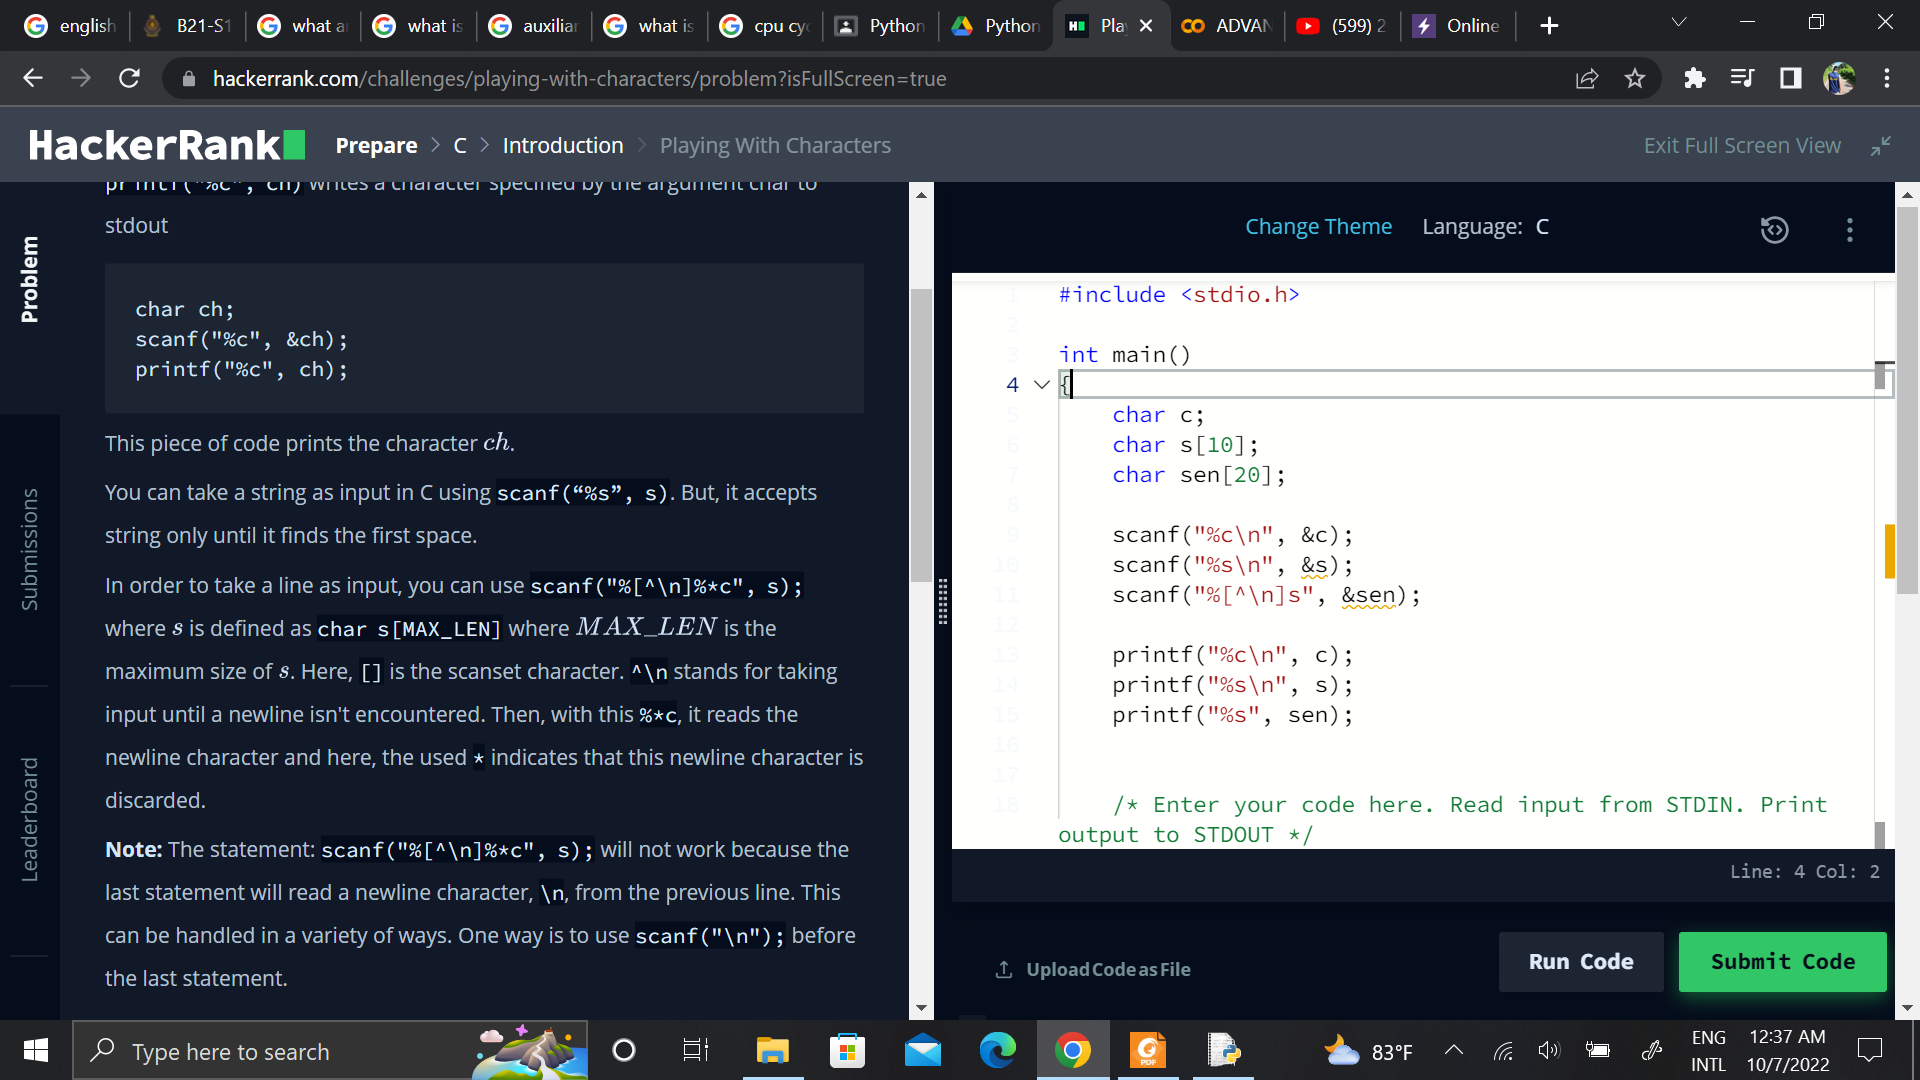 english
B21-S1
what a
what is
auxilia
what is
cpu cy
Python
Python
Pla
ADVAN
(599) 2
Online
hackerrank.com/challenges/playing-with-characters/problem?isFullScreen=true
HackerRank
Prepare > C > Introduction > Playing With Characters
Exit Full Screen View
Problem
Submissions
Leaderboard
printf("%c", ch) writes a character specified by the argument char to
stdout
char ch;
scanf("%c", &ch);
printf("%c", ch);
This piece of code prints the character ch.
You can take a string as input in C using scanf(“%s”, s). But, it accepts
string only until it finds the first space.
In order to take a line as input, you can use scanf("%[^\n]%*c", s);
where s is defined as char s[MAX_LEN] where MAX_LEN is the
maximum size of s. Here, [] is the scanset character. ^\n stands for taking
input until a newline isn't encountered. Then, with this %*c, it reads the
newline character and here, the used * indicates that this newline character is
discarded.
Note: The statement: scanf("%[^\n]%*c", s); will not work because the
last statement will read a newline character, \n, from the previous line. This
can be handled in a variety of ways. One way is to use scanf("\n"); before
the last statement.
Change Theme Language: C
1 #include <stdio.h>
2
3 int main()
4 {
5 char c;
6 char s[10];
7 char sen[20];
8
9 scanf("%c\n", &c);
10 scanf("%s\n", &s);
11 scanf("%[^\n]s", &sen);
12
13 printf("%c\n", c);
14 printf("%s\n", s);
15 printf("%s", sen);
16
17
18 /* Enter your code here. Read input from STDIN. Print
output to STDOUT */
Line: 4 Col: 2
Upload Code as File
Run Code
Submit Code
Type here to search
PDF
83°F
ENG
INTL
12:37 AM
10/7/2022